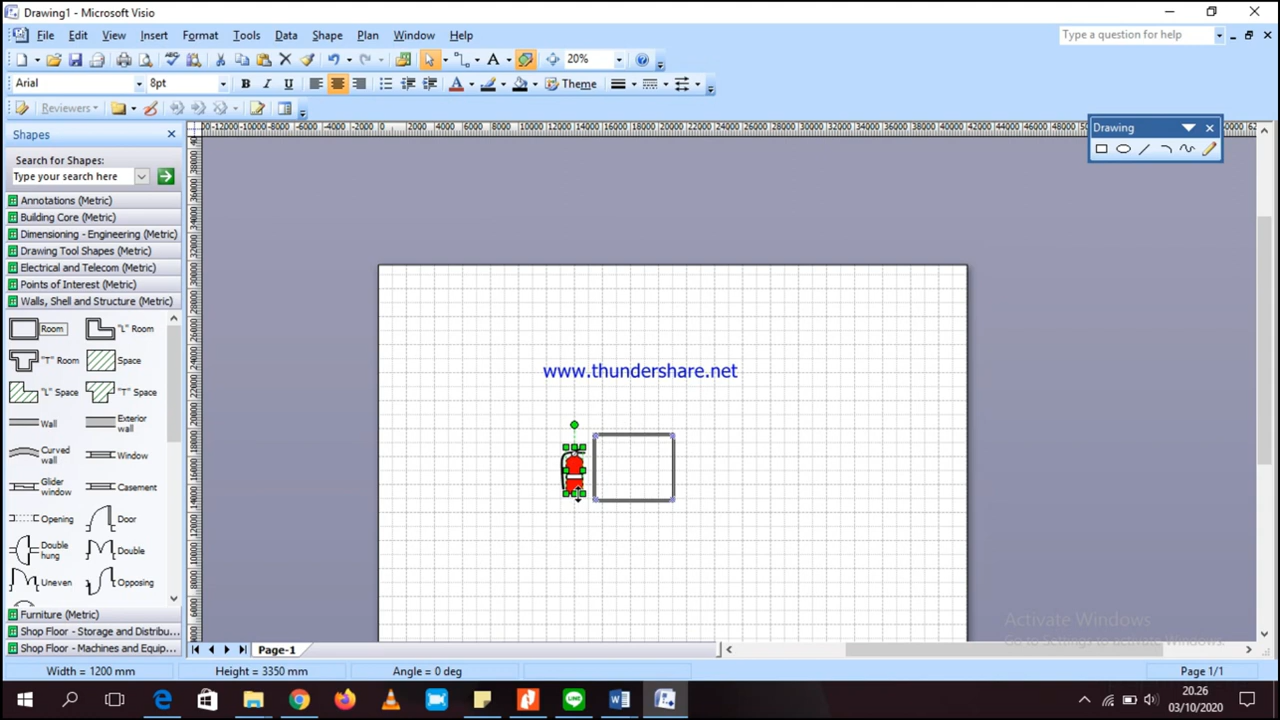 Drawing1 - Microsoft Visio
File Edit View Insert Format Tools Data Shape Plan Window Help
Type a question for help
20%
Arial 8pt B I U A Theme
Reviewers
Shapes
Search for Shapes:
Type your search here
Annotations (Metric)
Building Core (Metric)
Dimensioning - Engineering (Metric)
Drawing Tool Shapes (Metric)
Electrical and Telecom (Metric)
Points of Interest (Metric)
Walls, Shell and Structure (Metric)
Room "L" Room
"T" Room Space
"L" Space "T" Space
Wall Exterior wall
Curved wall Window
Glider window Casement
Opening Door
Double hung Double
Uneven Opposing
Furniture (Metric)
Shop Floor - Storage and Distribu...
Shop Floor - Machines and Equip...
Drawing
www.thundershare.net
Activate Windows
Go to Settings to activate Windows.
Page-1
Width = 1200 mm Height = 3350 mm Angle = 0 deg Page 1/1
20.26
03/10/2020